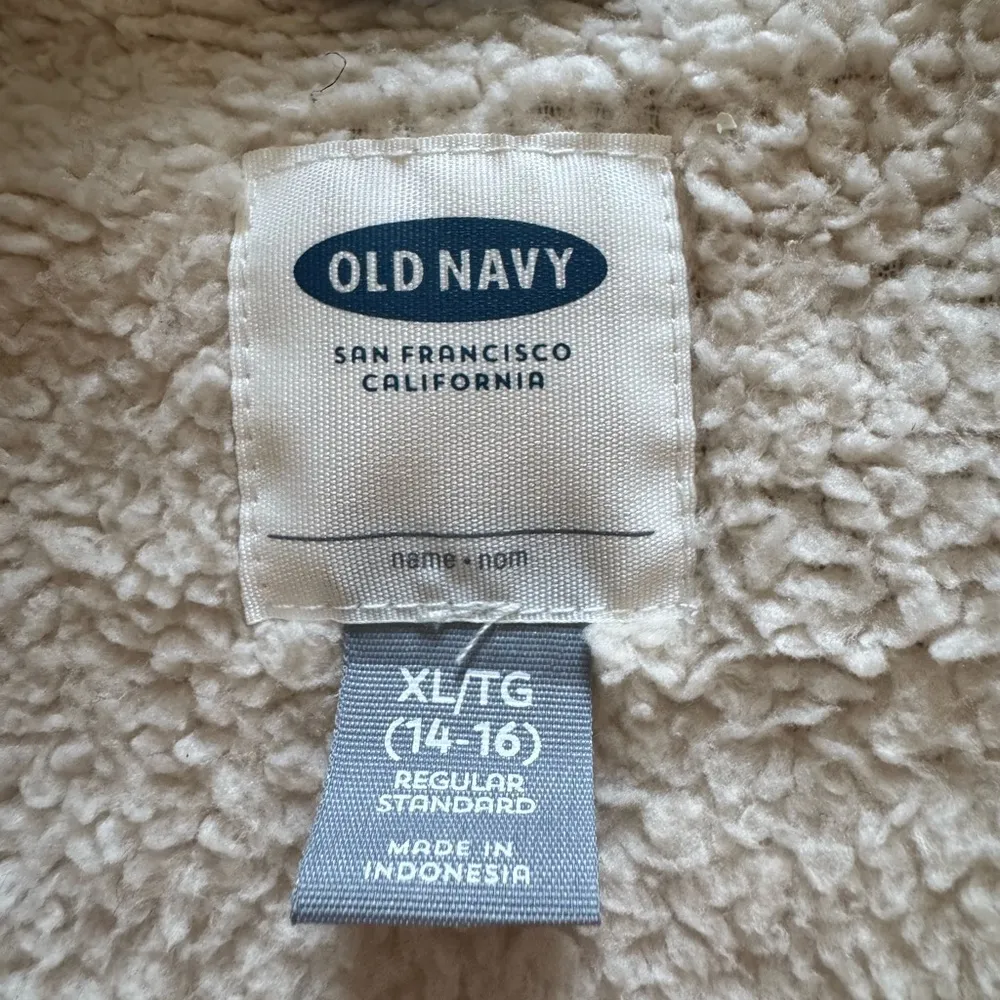 OLD NAVY
SAN FRANCISCO
CALIFORNIA
name • nom
XL/TG
(14-16)
REGULAR
STANDARD
MADE IN
INDONESIA